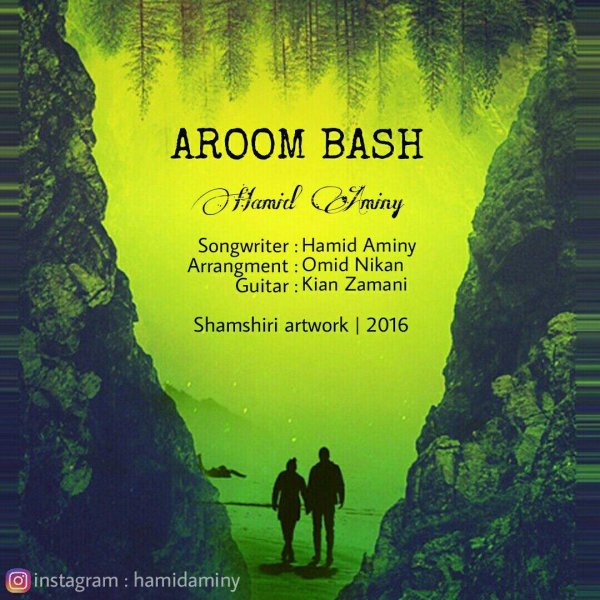 AROOM BASH
Hamid Aminy
Songwriter : Hamid Aminy
Arrangment : Omid Nikan
Guitar : Kian Zamani
Shamshiri artwork | 2016
instagram : hamidaminy